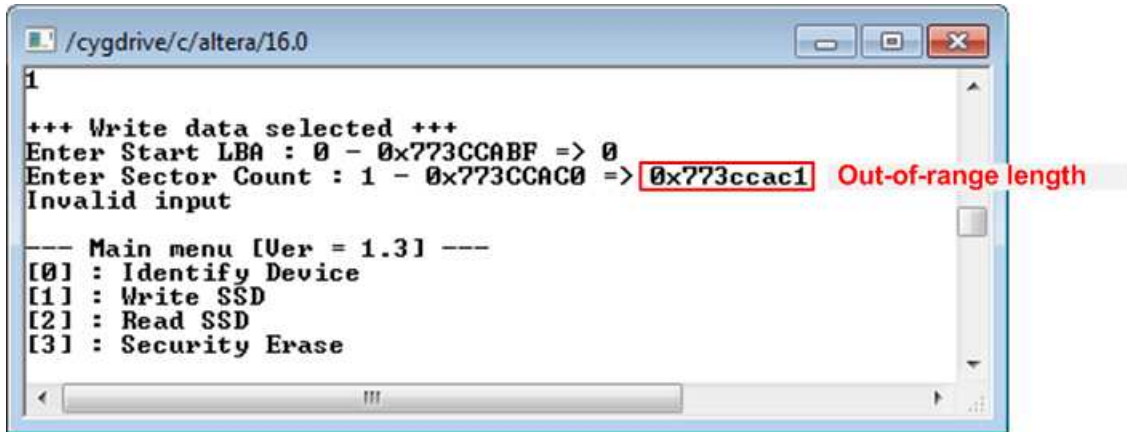 /cygdrive/c/altera/16.0
1
+++ Write data selected +++
Enter Start LBA : 0 - 0x773CCABF => 0
Enter Sector Count : 1 - 0x773CCAC0 => 0x773ccac1 Out-of-range length
Invalid input
--- Main menu [Ver = 1.3] ---
[0] : Identify Device
[1] : Write SSD
[2] : Read SSD
[3] : Security Erase